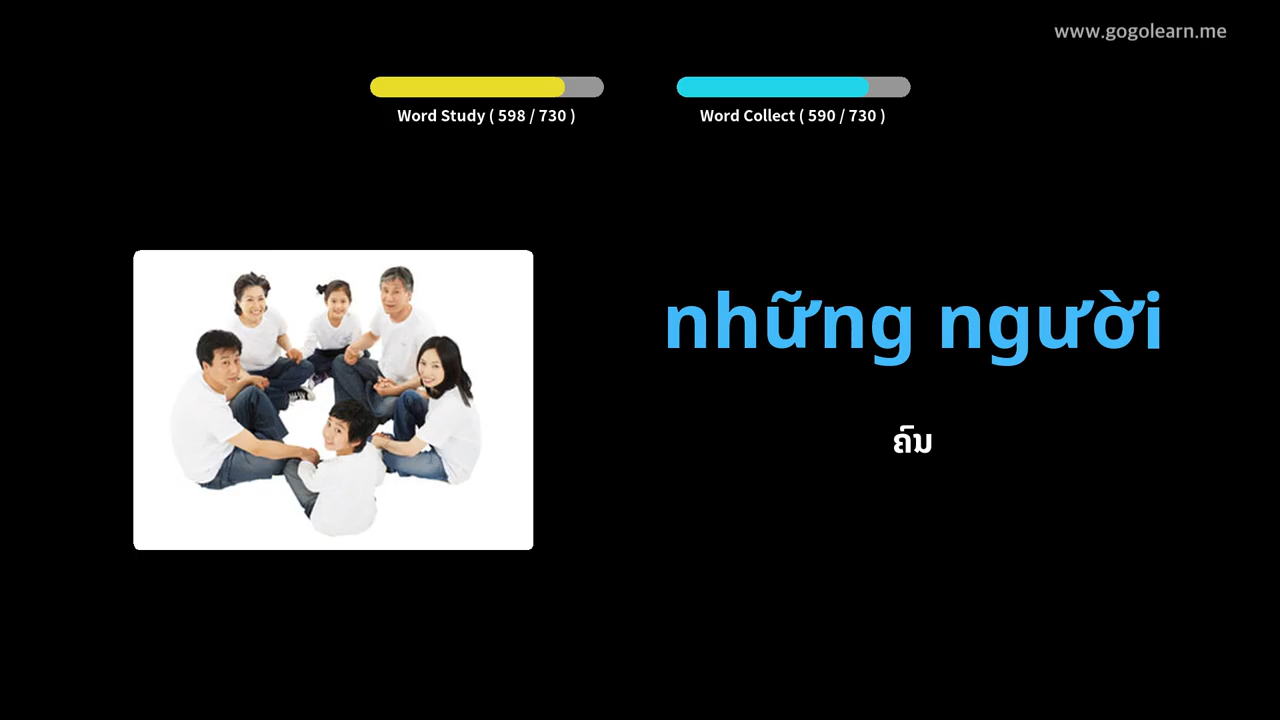 www.gogolearn.me
Word Study ( 598 / 730 )
Word Collect ( 590 / 730 )
những người
ຄົນ